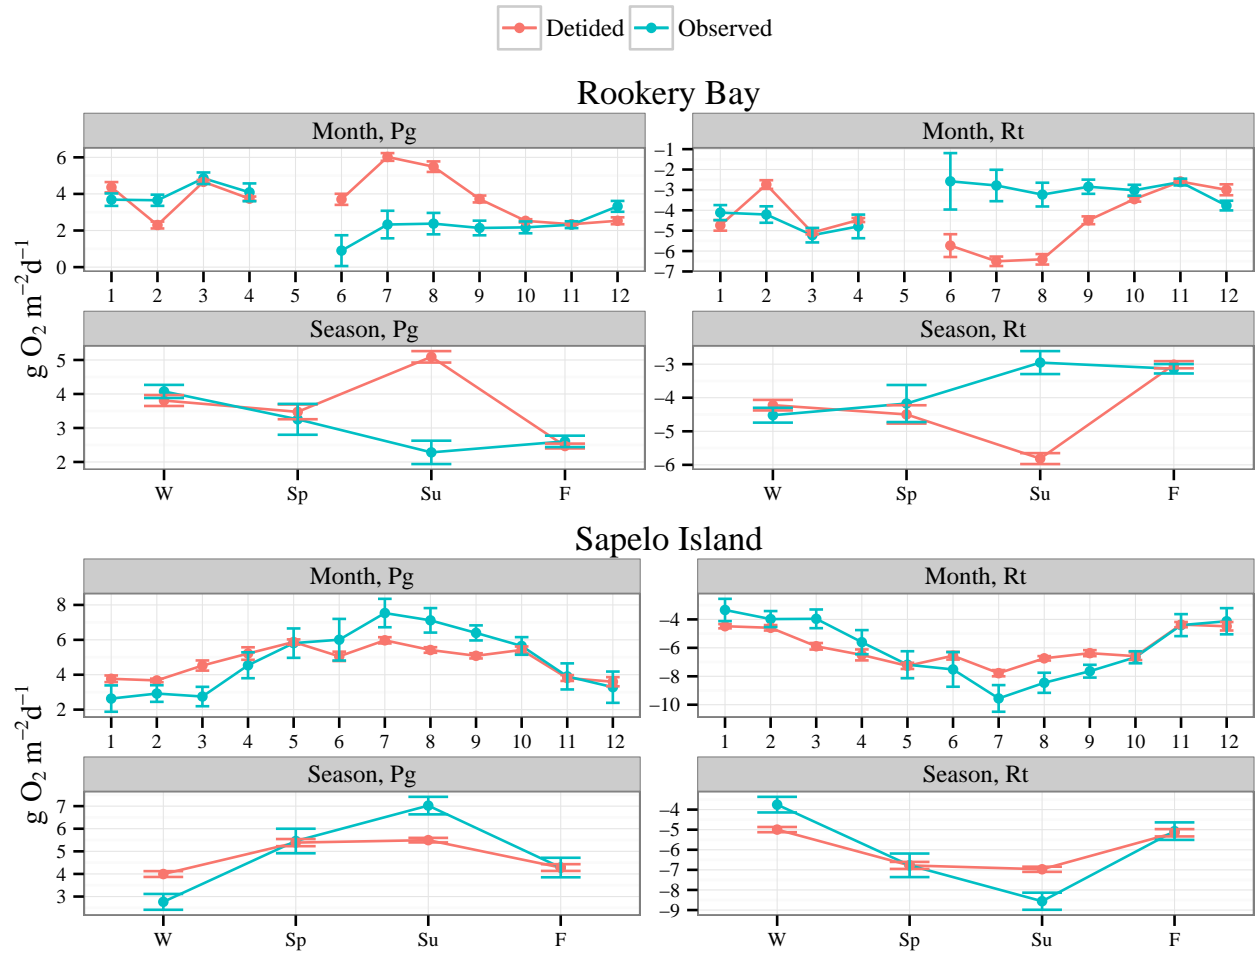 Detided Observed
Rookery Bay
Month, Pg Month, Rt
6
4
2
0
−1
−2
−3
−4
−5
−6
−7
1 2 3 4 5 6 7 8 9 10 11 12 1 2 3 4 5 6 7 8 9 10 11 12
g O₂ m⁻²d⁻¹
Season, Pg Season, Rt
5
4
3
2
−3
−4
−5
−6
W Sp Su F W Sp Su F
Sapelo Island
Month, Pg Month, Rt
8
6
4
2
−4
−6
−8
−10
1 2 3 4 5 6 7 8 9 10 11 12 1 2 3 4 5 6 7 8 9 10 11 12
g O₂ m⁻²d⁻¹
Season, Pg Season, Rt
7
6
5
4
3
−4
−5
−6
−7
−8
−9
W Sp Su F W Sp Su F